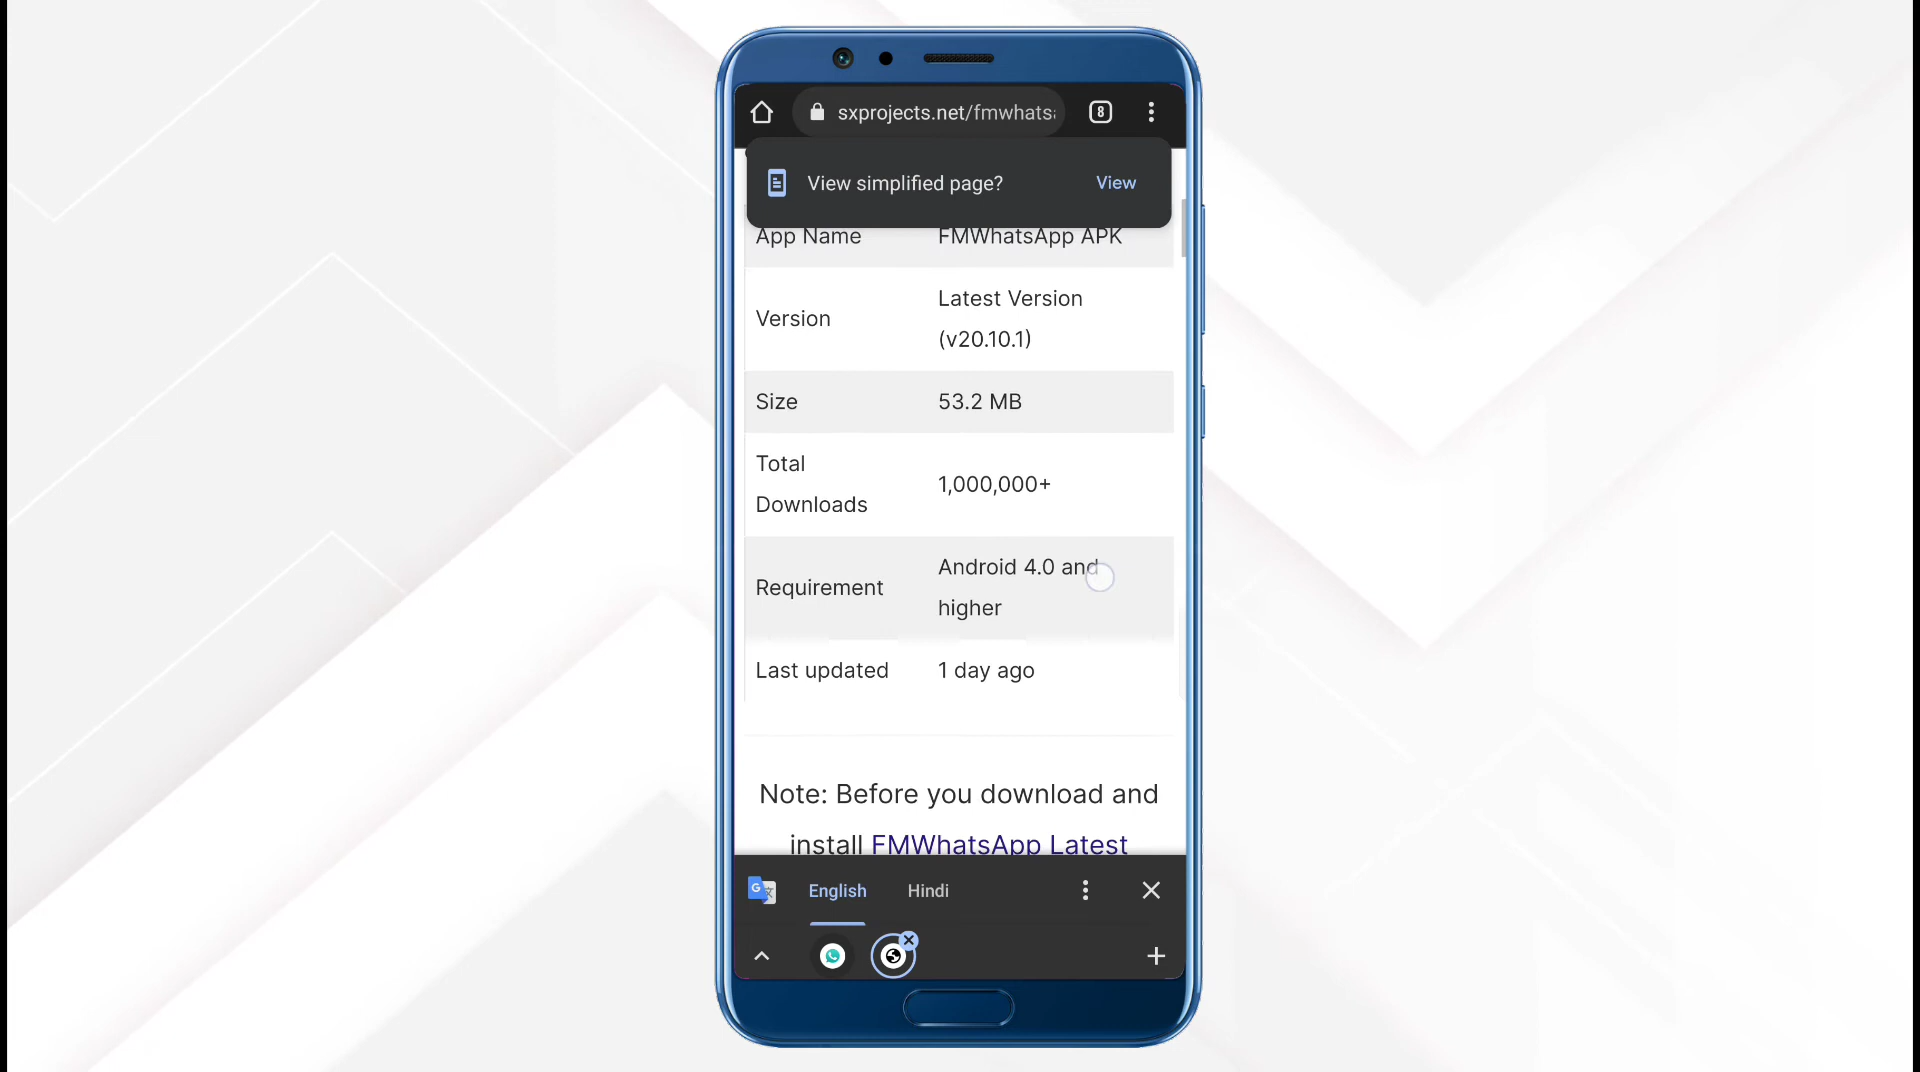 sxprojects.net/fmwhats
8
View simplified page?
View
App Name
FMWhatsApp APK
Version
Latest Version
(v20.10.1)
Size
53.2 MB
Total
Downloads
1,000,000+
Requirement
Android 4.0 and
higher
Last updated
1 day ago
Note: Before you download and
install FMWhatsApp Latest
English
Hindi